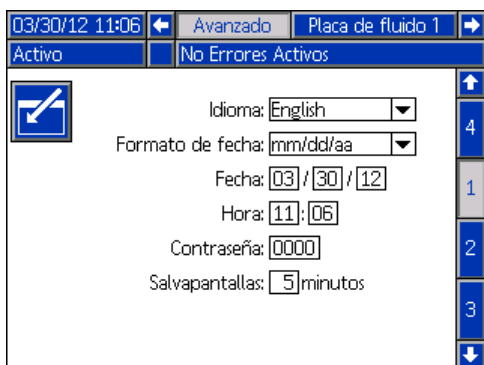 03/30/12 11:06 Avanzado Placa de fluido 1
Activo No Errores Activos
Idioma: English
4
Formato de fecha: mm/dd/aa
Fecha: 03 / 30 / 12
1
Hora: 11 : 06
Contraseña: 0000
2
Salvapantallas: 5 minutos
3